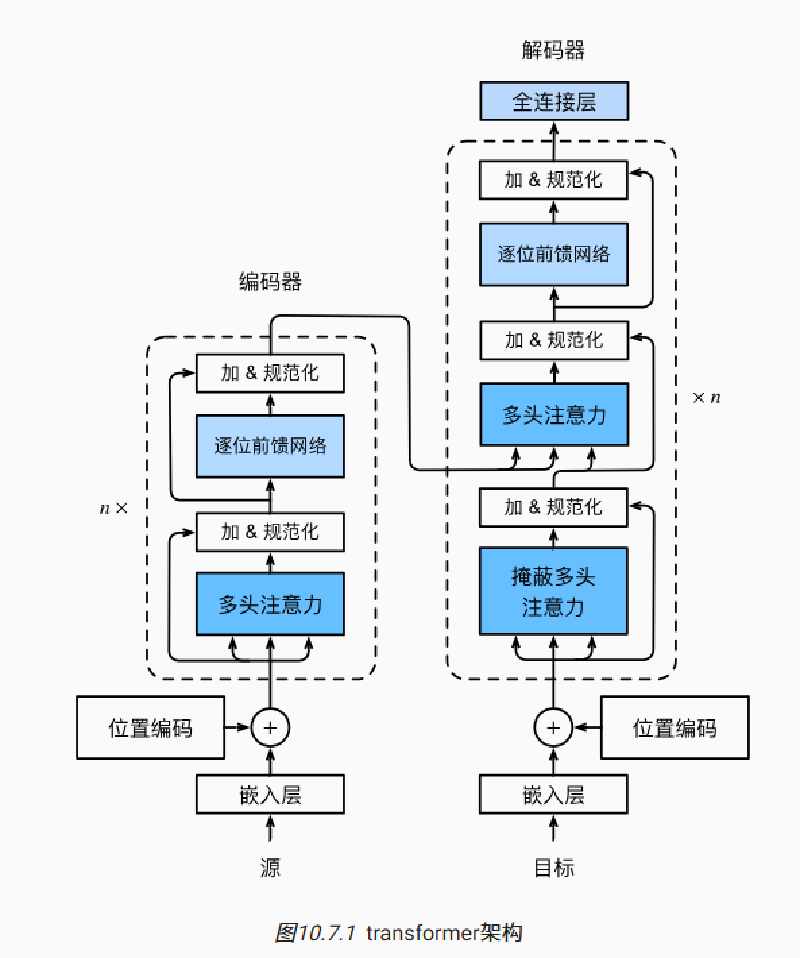 解码器
全连接层
加 & 规范化
逐位前馈网络
编码器
加 & 规范化
加 & 规范化
多头注意力
× n
逐位前馈网络
n ×
加 & 规范化
加 & 规范化
掩蔽多头
注意力
多头注意力
位置编码
+
+
位置编码
嵌入层
嵌入层
源
目标
图10.7.1 transformer架构